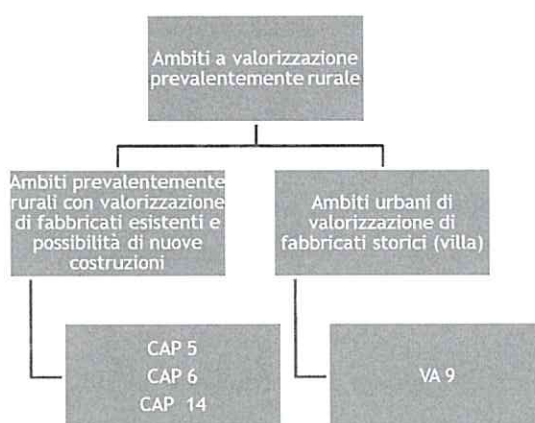 Ambiti a valorizzazione
prevalentemente rurale
Ambiti prevalentemente
rurali con valorizzazione
di fabbricati esistenti e
possibilità di nuove
costruzioni
Ambiti urbani di
valorizzazione di
fabbricati storici (villa)
CAP 5
CAP 6
CAP 14
VA 9